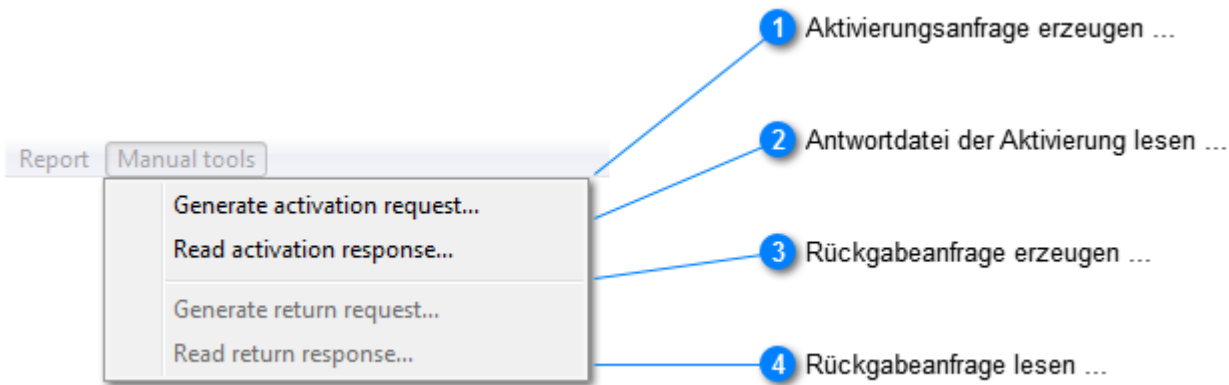 1 Aktivierungsanfrage erzeugen ...
2 Antwortdatei der Aktivierung lesen ...
Report Manual tools
Generate activation request...
Read activation response...
3 Rückgabeanfrage erzeugen ...
Generate return request...
Read return response...
4 Rückgabeanfrage lesen ...